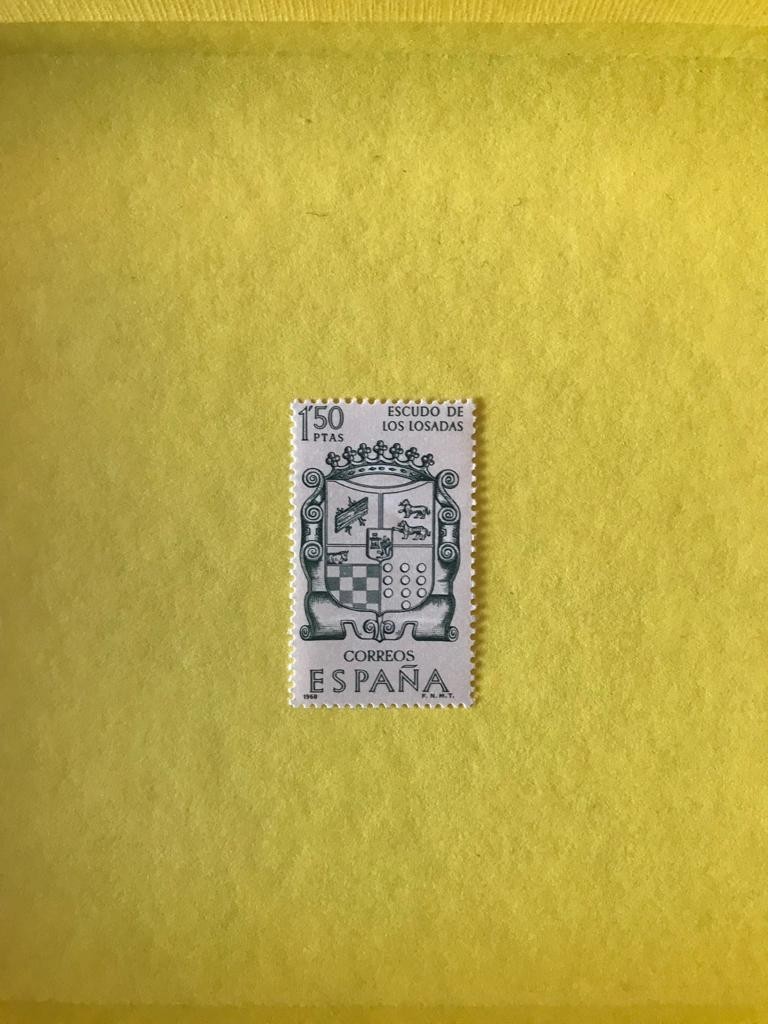 1'50
PTAS
ESCUDO DE
LOS LOSADAS
CORREOS
ESPAÑA
1968
F. N. M. T.